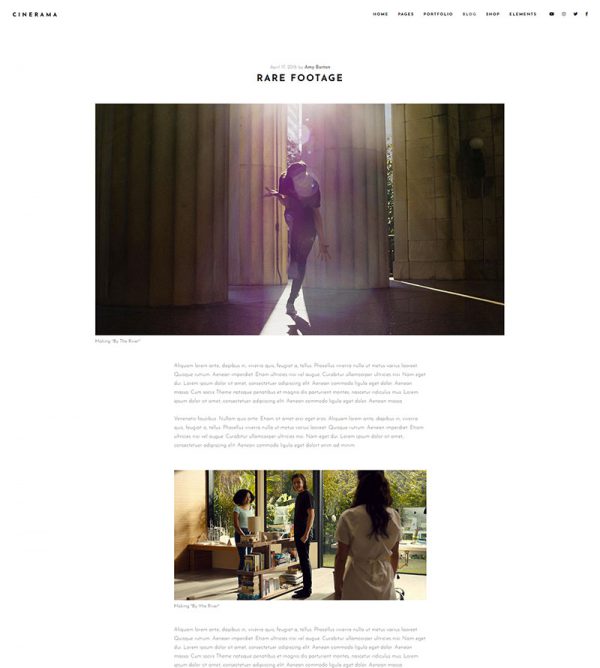 CINERAMA
HOME PAGES PORTFOLIO BLOG SHOP ELEMENTS
April 17, 2019 by Amy Barton
RARE FOOTAGE
Making "By The River"
Aliquam lorem ante, dapibus in, viverra quis, feugiat a, tellus. Phasellus viverra nulla ut metus varius laoreet.
Quisque rutrum. Aenean imperdiet. Etiam ultricies nisi vel augue. Curabitur ullamcorper ultricies nisi. Nam eget
dui. Lorem ipsum dolor sit amet, consectetuer adipiscing elit. Aenean commodo ligula eget dolor. Aenean
massa. Cum sociis Theme natoque penatibus et magnis dis parturient montes, nascetur ridiculus mus. Lorem
ipsum dolor sit amet, consectetuer adipiscing elit. Aenean commodo ligula eget dolor. Aenean massa.
Venenatis faucibus. Nullam quis ante. Etiam sit amet orci eget eros. Aliquam lorem ante, dapibus in, viverra
quis, feugiat a, tellus. Phasellus viverra nulla ut metus varius laoreet. Quisque rutrum. Aenean imperdiet. Etiam
ultricies nisi vel augue. Curabitur ullamcorper ultricies nisi. Nam eget dui. Lorem ipsum dolor sit amet,
consectetuer adipiscing elit. Aenean commodo ligula eget dolort enim ad minim.
Making "By The River"
Aliquam lorem ante, dapibus in, viverra quis, feugiat a, tellus. Phasellus viverra nulla ut metus varius laoreet.
Quisque rutrum. Aenean imperdiet. Etiam ultricies nisi vel augue. Curabitur ullamcorper ultricies nisi. Nam eget
dui. Lorem ipsum dolor sit amet, consectetuer adipiscing elit. Aenean commodo ligula eget dolor. Aenean
massa. Cum sociis Theme natoque penatibus et magnis dis parturient montes, nascetur ridiculus mus. Lorem
ipsum dolor sit amet, consectetuer adipiscing elit. Aenean commodo ligula eget dolor. Aenean massa.